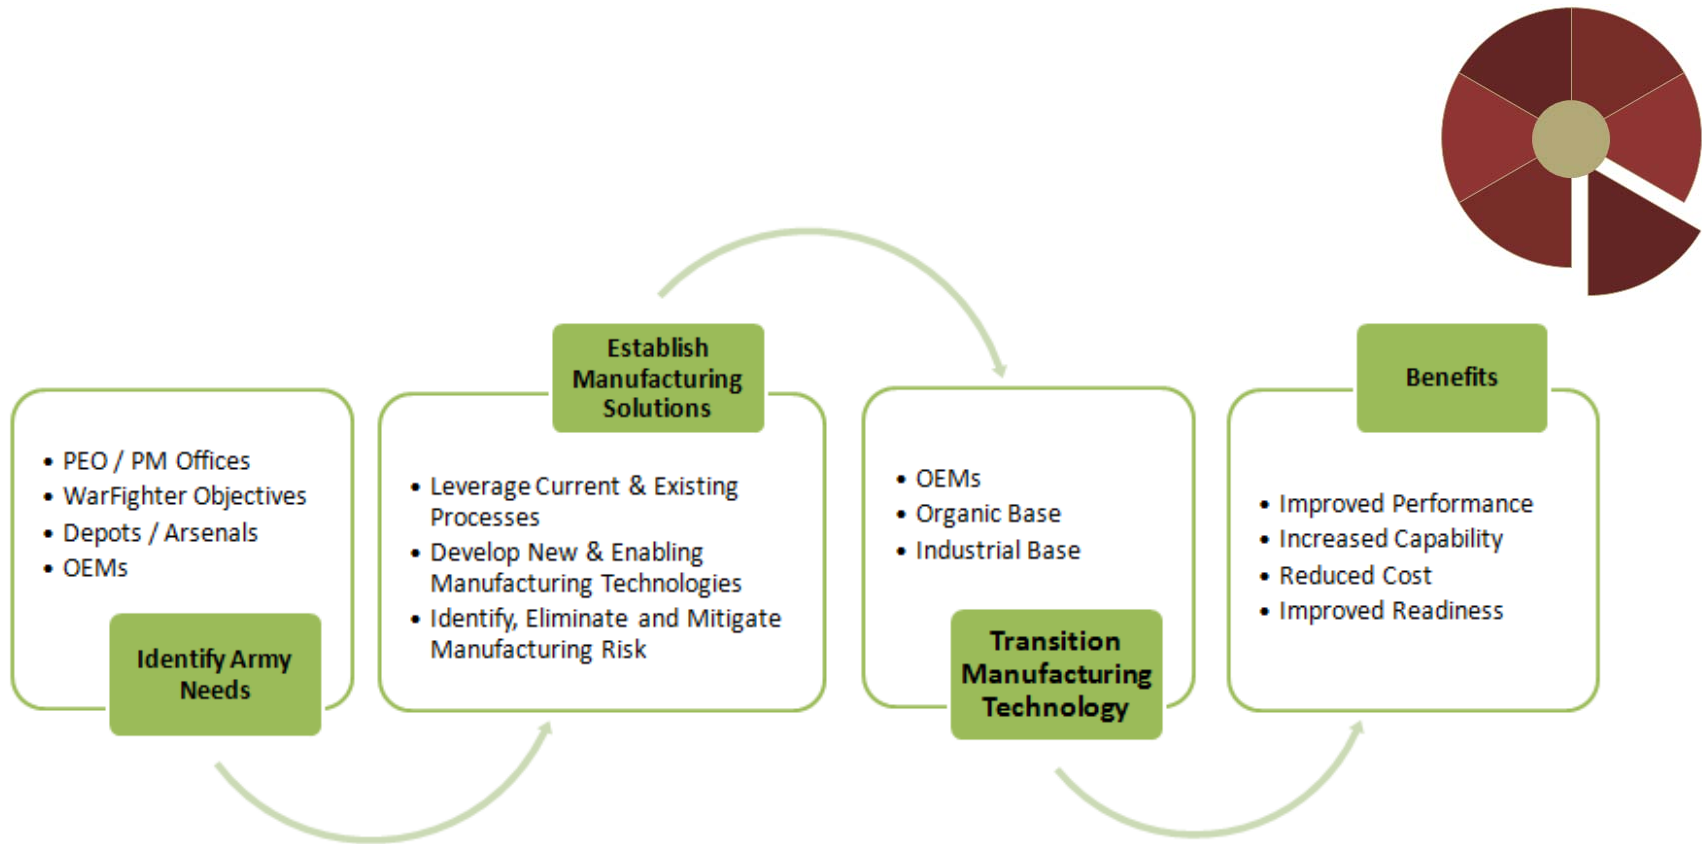 • PEO / PM Offices
• WarFighter Objectives
• Depots / Arsenals
• OEMs
Identify Army
Needs
Establish
Manufacturing
Solutions
• Leverage Current & Existing
Processes
• Develop New & Enabling
Manufacturing Technologies
• Identify, Eliminate and Mitigate
Manufacturing Risk
• OEMs
• Organic Base
• Industrial Base
Transition
Manufacturing
Technology
Benefits
• Improved Performance
• Increased Capability
• Reduced Cost
• Improved Readiness